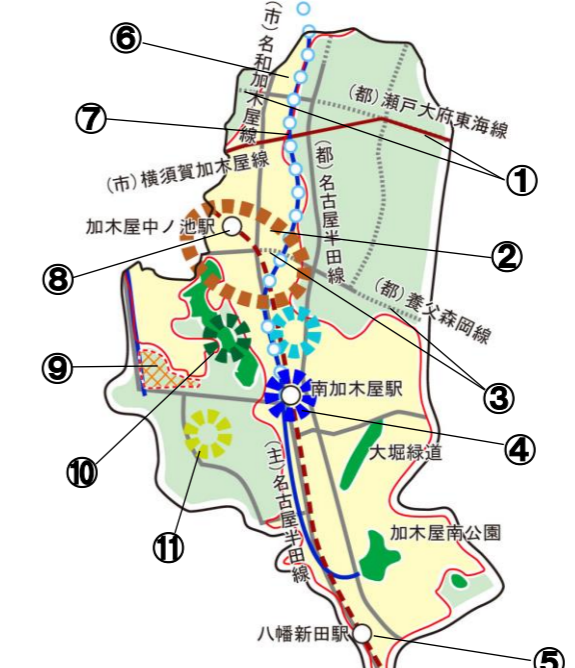 ⑥
(市)名和加木屋線
(都)瀬戸大府東海線
⑦
①
(市)横須賀加木屋線
(都)名古屋半田線
加木屋中ノ池駅
②
⑧
(都)養父森岡線
⑨
③
南加木屋駅
④
大堀緑道
⑩
(主)名古屋半田線
加木屋南公園
⑪
八幡新田駅
⑤